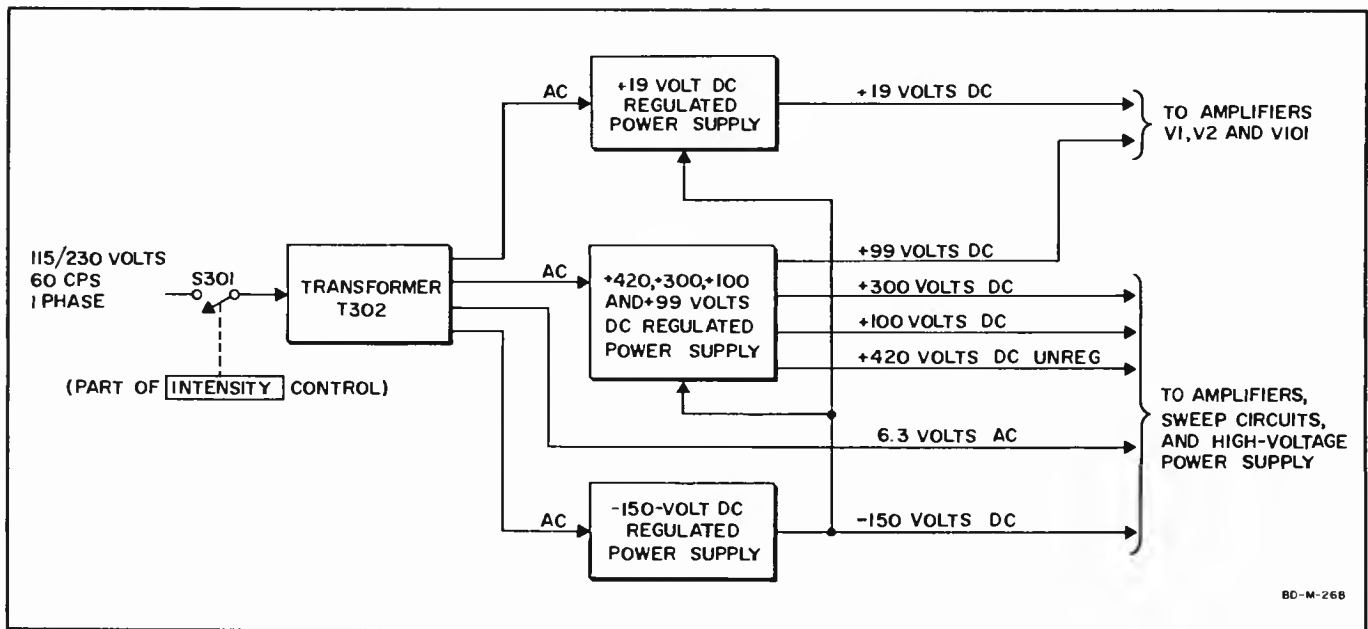 115/230 VOLTS
60 CPS
1 PHASE
S301
(PART OF INTENSITY CONTROL)
TRANSFORMER
T302
AC
+19 VOLT DC
REGULATED
POWER SUPPLY
+19 VOLTS DC
TO AMPLIFIERS
V1, V2 AND V101
AC
+420,+300,+100
AND+99 VOLTS
DC REGULATED
POWER SUPPLY
+99 VOLTS DC
+300 VOLTS DC
+100 VOLTS DC
+420 VOLTS DC UNREG
6.3 VOLTS AC
TO AMPLIFIERS,
SWEEP CIRCUITS,
AND HIGH-VOLTAGE
POWER SUPPLY
AC
-150-VOLT DC
REGULATED
POWER SUPPLY
-150 VOLTS DC
BD-M-268